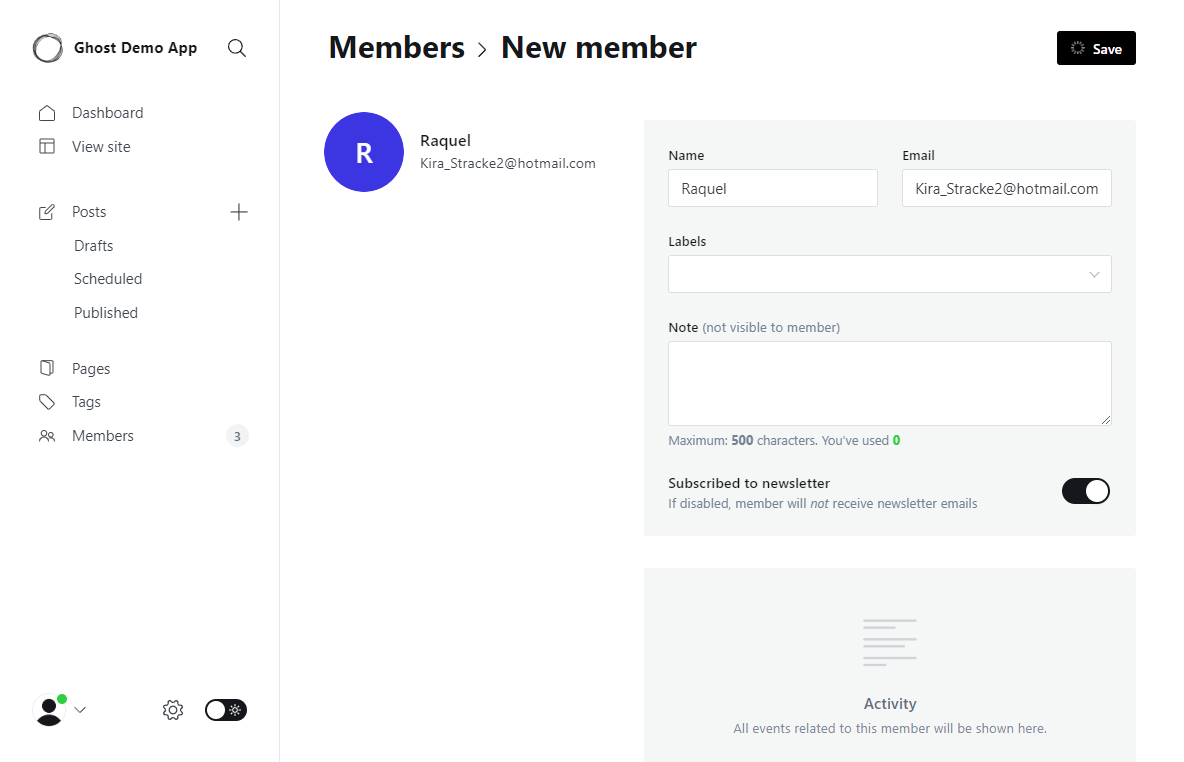 Ghost Demo App
Dashboard
View site
Posts
Drafts
Scheduled
Published
Pages
Tags
Members 3
Members > New member
Save
R
Raquel
Kira_Stracke2@hotmail.com
Name Email
Raquel Kira_Stracke2@hotmail.com
Labels
Note (not visible to member)
Maximum: 500 characters. You've used 0
Subscribed to newsletter
If disabled, member will not receive newsletter emails
Activity
All events related to this member will be shown here.